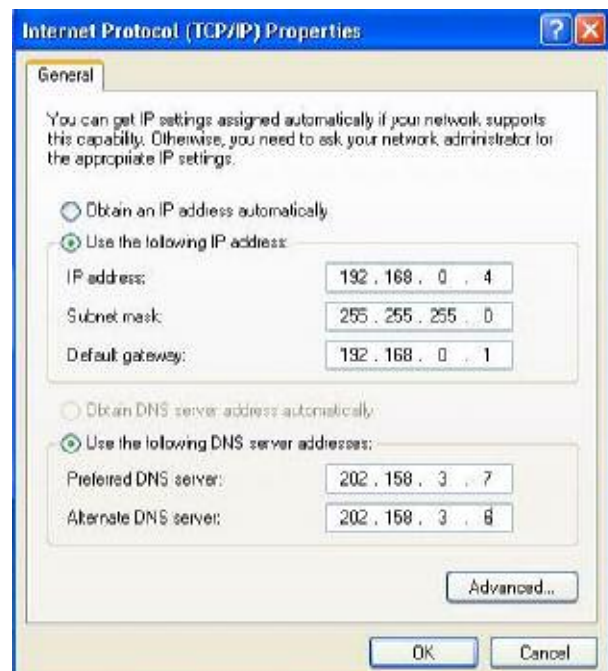 Internet Protocol (TCP/IP) Properties
General
You can get IP settings assigned automatically if your network supports
this capability. Otherwise, you need to ask your network administrator for
the appropriate IP settings.
Obtain an IP address automatically
Use the following IP address:
IP address: 192 . 168 . 0 . 4
Subnet mask: 255 . 255 . 255 . 0
Default gateway: 192 . 168 . 0 . 1
Obtain DNS server address automatically
Use the following DNS server addresses:
Preferred DNS server: 202 . 158 . 3 . 7
Alternate DNS server: 202 . 158 . 3 . 6
Advanced...
OK Cancel